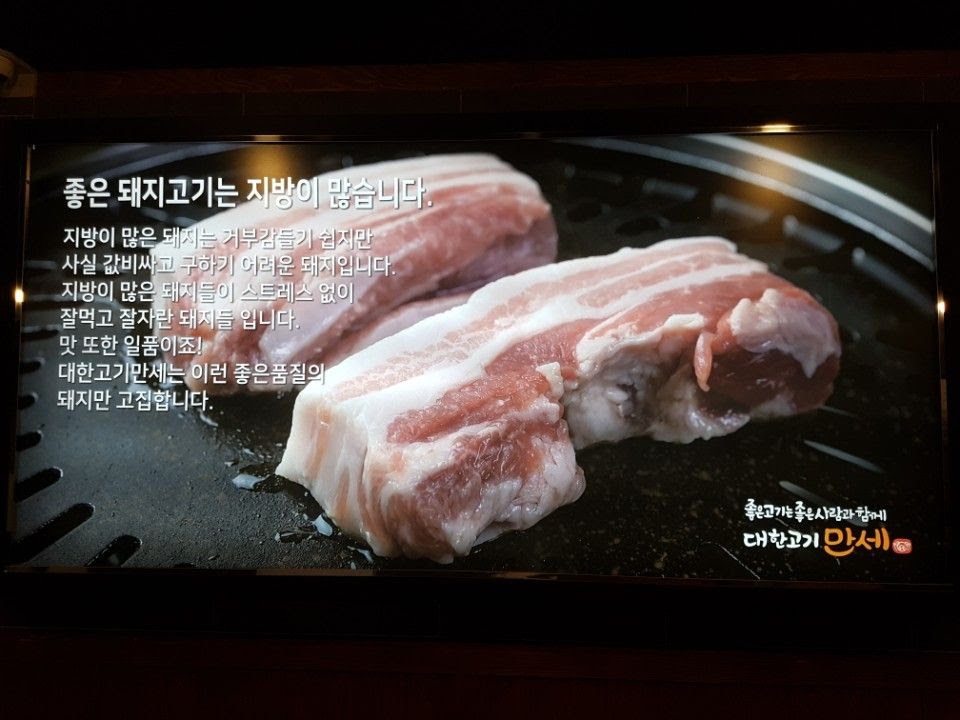 좋은 돼지고기는 지방이 많습니다.
지방이 많은 돼지는 거부감들기 쉽지만
사실 값비싸고 구하기 어려운 돼지입니다.
지방이 많은 돼지들이 스트레스 없이
잘먹고 잘자란 돼지들 입니다.
맛 또한 일품이죠!
대한고기만세는 이런 좋은품질의
돼지만 고집합니다.
좋은고기는좋은사람과함께
대한고기 만세